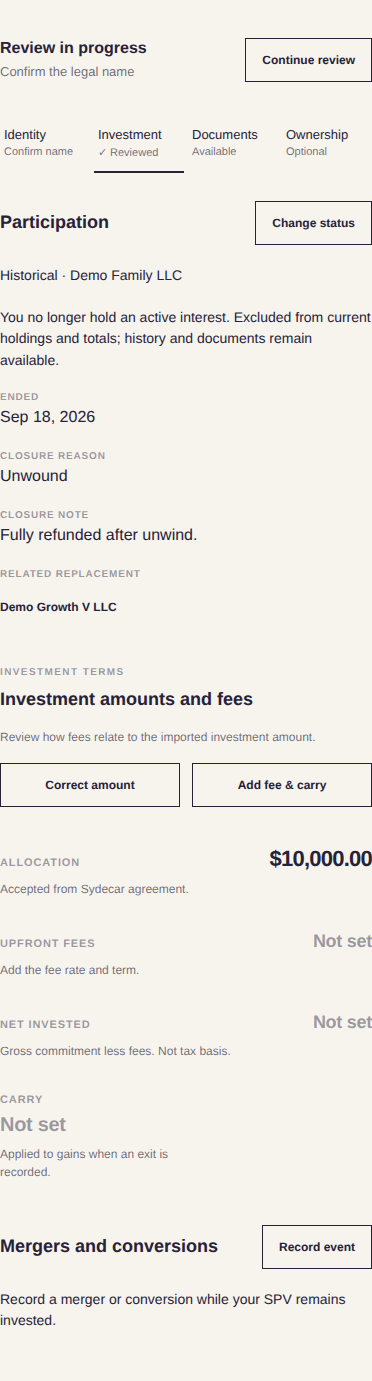 Review in progress
Continue review
Confirm the legal name
Identity
Investment
Documents
Ownership
Confirm name
✓ Reviewed
Available
Optional
Participation
Change status
Historical · Demo Family LLC
You no longer hold an active interest. Excluded from current
holdings and totals; history and documents remain
available.
ENDED
Sep 18, 2026
CLOSURE REASON
Unwound
CLOSURE NOTE
Fully refunded after unwind.
RELATED REPLACEMENT
Demo Growth V LLC
INVESTMENT TERMS
Investment amounts and fees
Review how fees relate to the imported investment amount.
Correct amount
Add fee & carry
ALLOCATION
$10,000.00
Accepted from Sydecar agreement.
UPFRONT FEES
Not set
Add the fee rate and term.
NET INVESTED
Not set
Gross commitment less fees. Not tax basis.
CARRY
Not set
Applied to gains when an exit is
recorded.
Mergers and conversions
Record event
Record a merger or conversion while your SPV remains
invested.